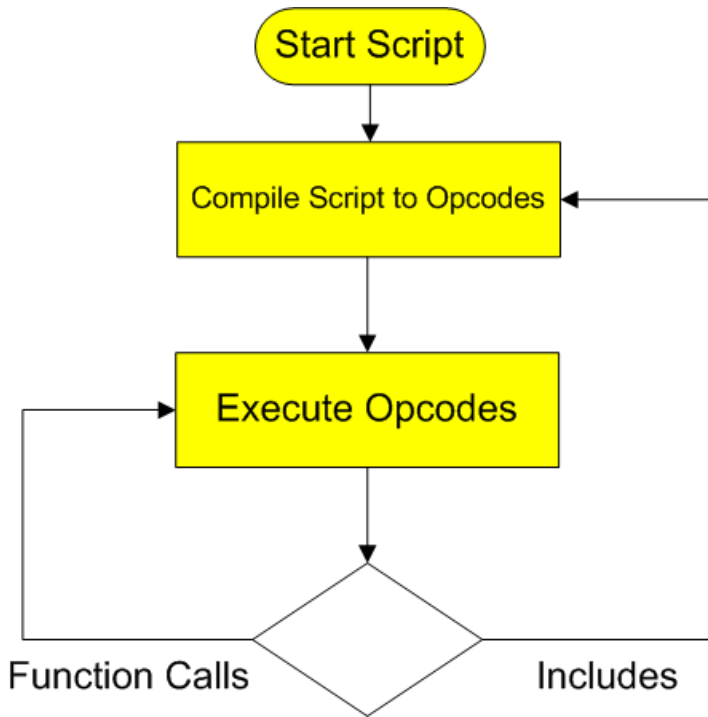 Start Script
Compile Script to Opcodes
Execute Opcodes
Function Calls
Includes